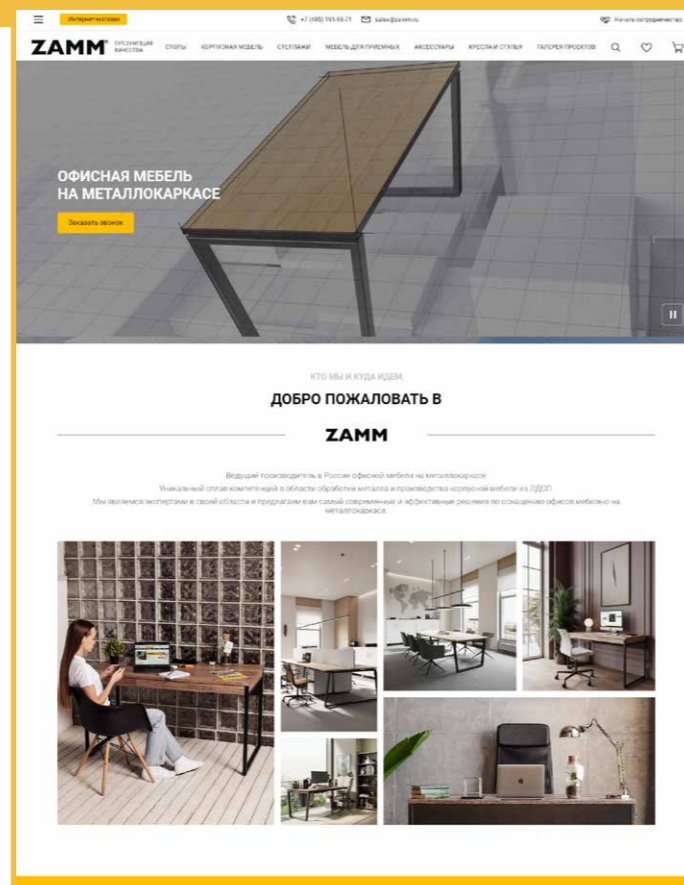 Интернет-магазин
+7 (495) 191-58-71
sales@zamm.ru
Начать сотрудничество
ZAMM®
ПРЕЗУМПЦИЯ
КАЧЕСТВА
СТОЛЫ
КОРПУСНАЯ МЕБЕЛЬ
СТЕЛЛАЖИ
МЕБЕЛЬ ДЛЯ ПРИЕМНЫХ
АКСЕССУАРЫ
КРЕСЛА И СТУЛЬЯ
ГАЛЕРЕЯ ПРОЕКТОВ
ОФИСНАЯ МЕБЕЛЬ
НА МЕТАЛЛОКАРКАСЕ
Заказать звонок
КТО МЫ И КУДА ИДЕМ
ДОБРО ПОЖАЛОВАТЬ В
ZAMM
Ведущий производитель в России офисной мебели на металлокаркасе
Уникальный сплав компетенций в области обработки металла и производства корпусной мебели из ЛДСП
Мы являемся экспертами в своей области и предлагаем вам самый современные и эффективные решения по оснащению офисов мебелью на
металлокаркасе.